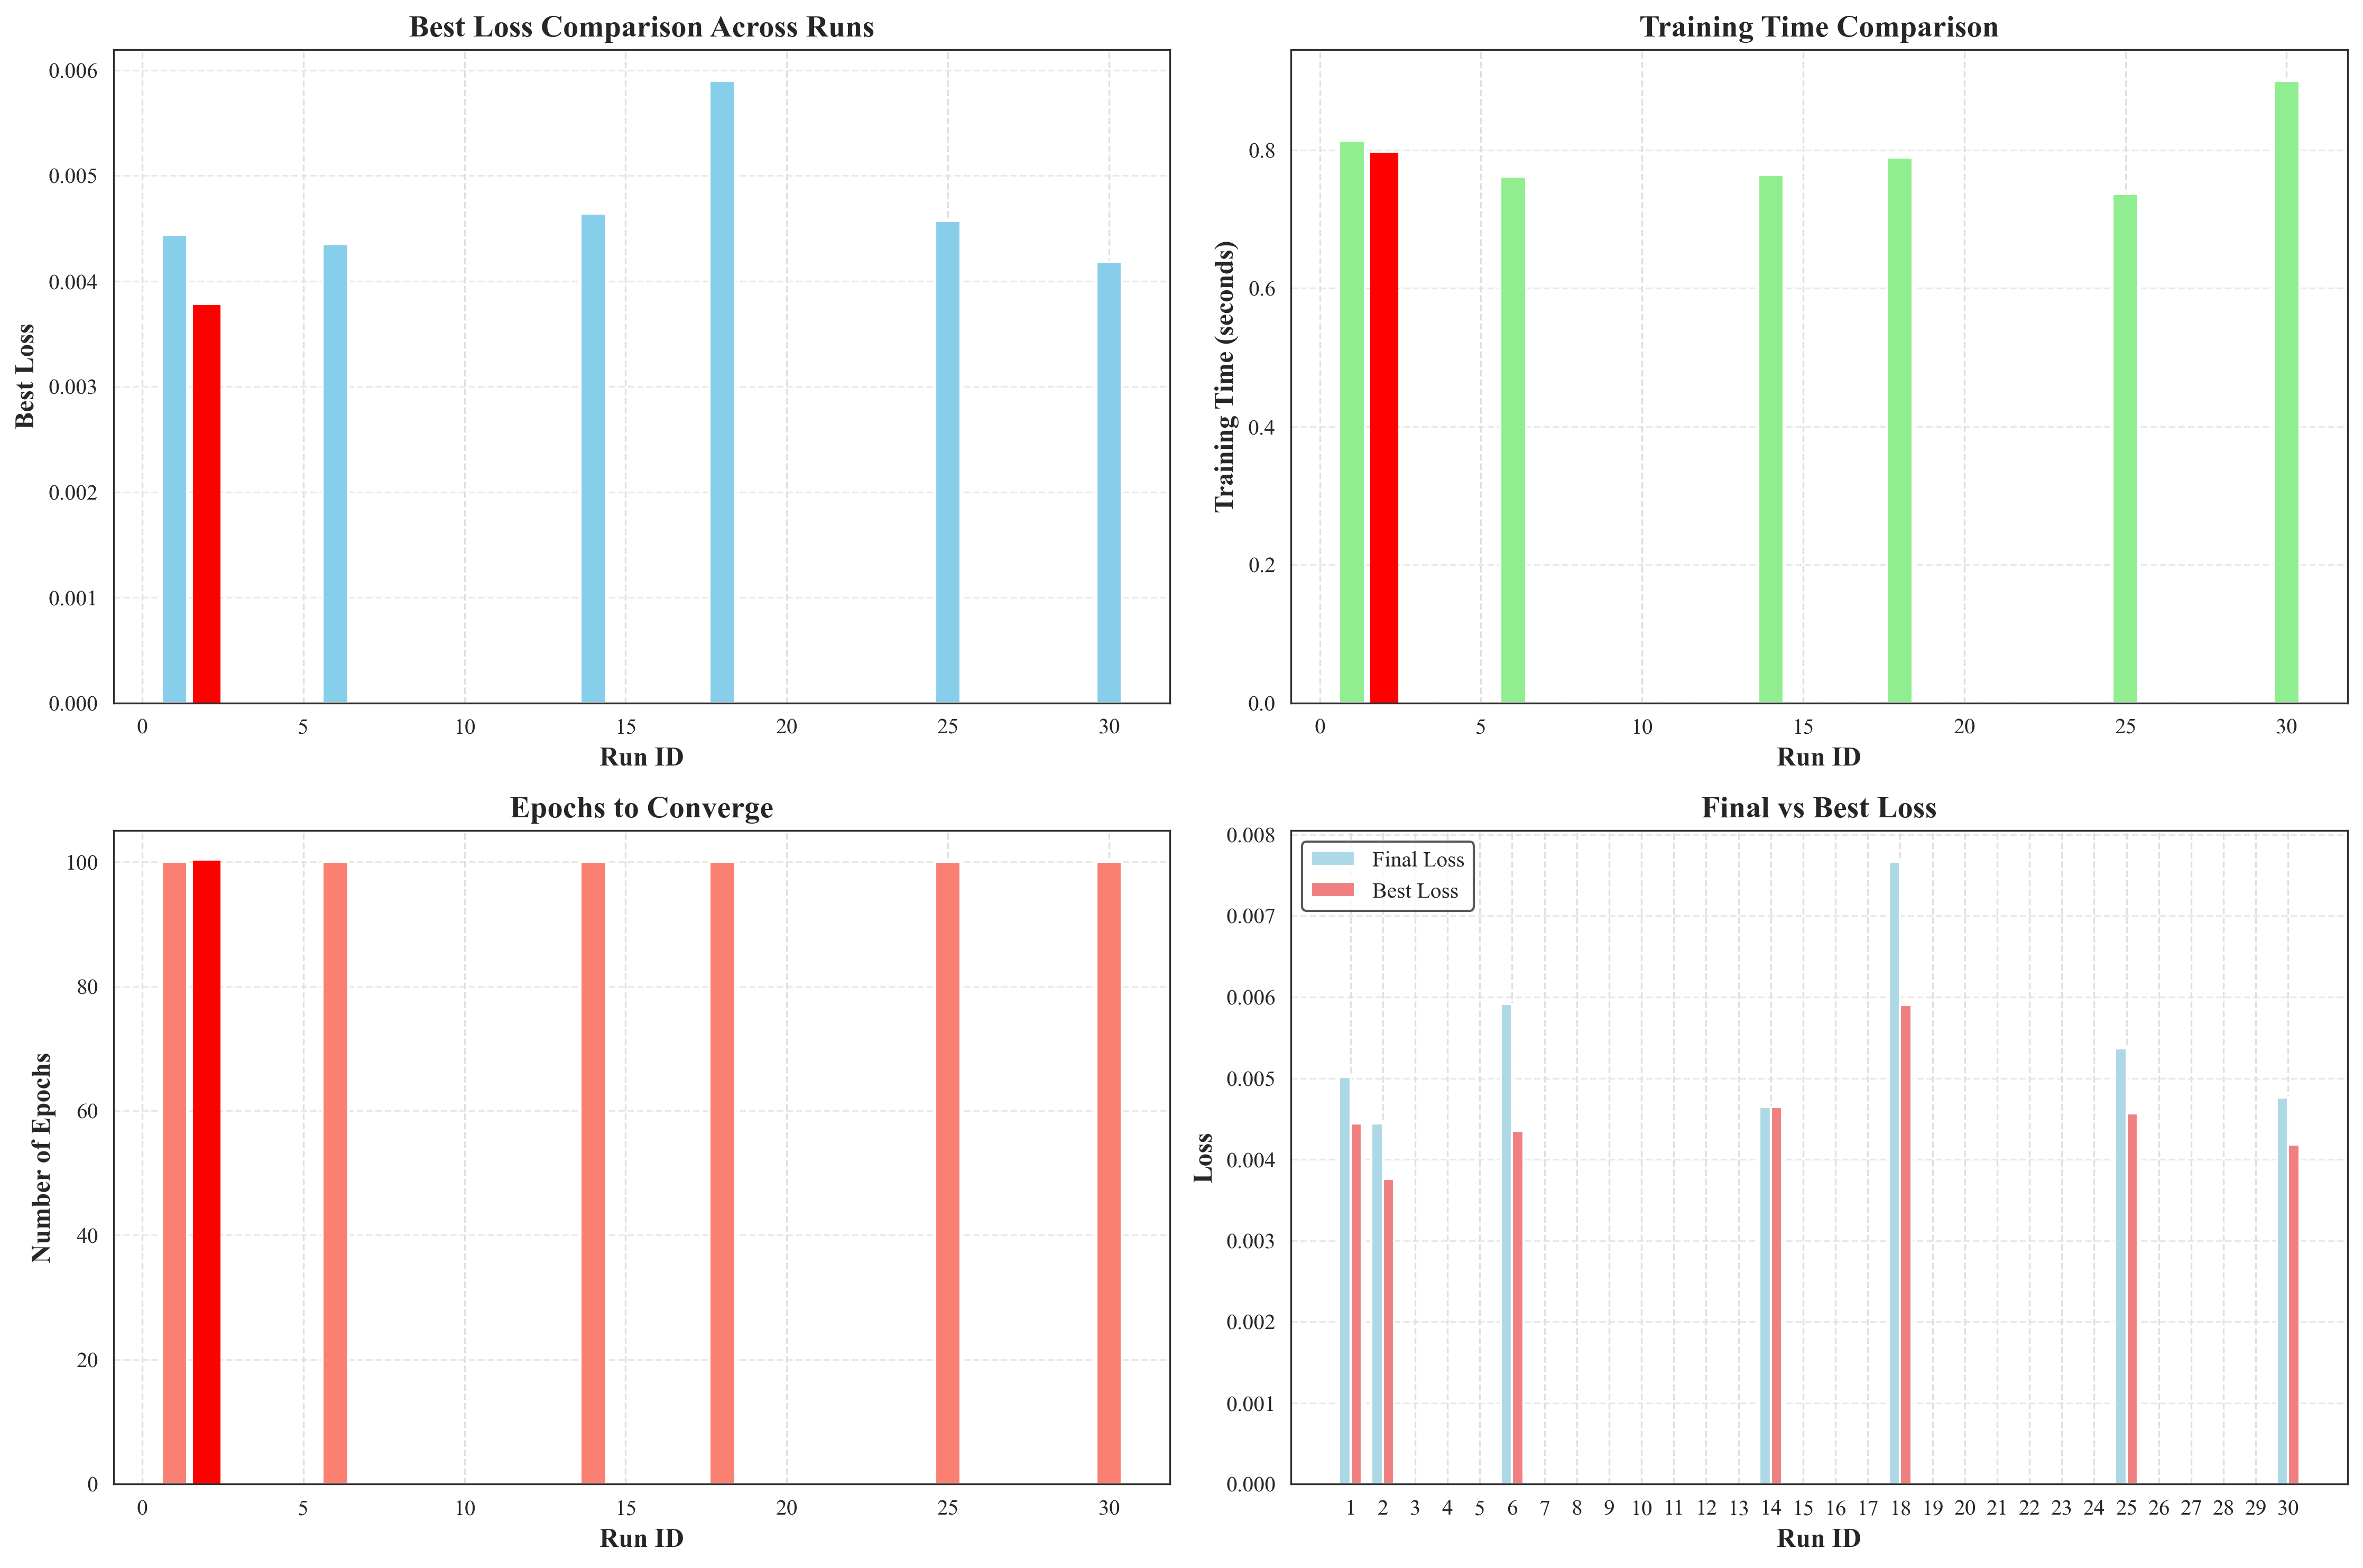 Best Loss Comparison Across Runs
Best Loss
0.006
0.005
0.004
0.003
0.002
0.001
0.000
0 5 10 15 20 25 30
Run ID
Training Time Comparison
Training Time (seconds)
0.8
0.6
0.4
0.2
0.0
0 5 10 15 20 25 30
Run ID
Epochs to Converge
Number of Epochs
100
80
60
40
20
0
0 5 10 15 20 25 30
Run ID
Final vs Best Loss
Loss
Final Loss
Best Loss
0.008
0.007
0.006
0.005
0.004
0.003
0.002
0.001
0.000
1 2 3 4 5 6 7 8 9 10 11 12 13 14 15 16 17 18 19 20 21 22 23 24 25 26 27 28 29 30
Run ID